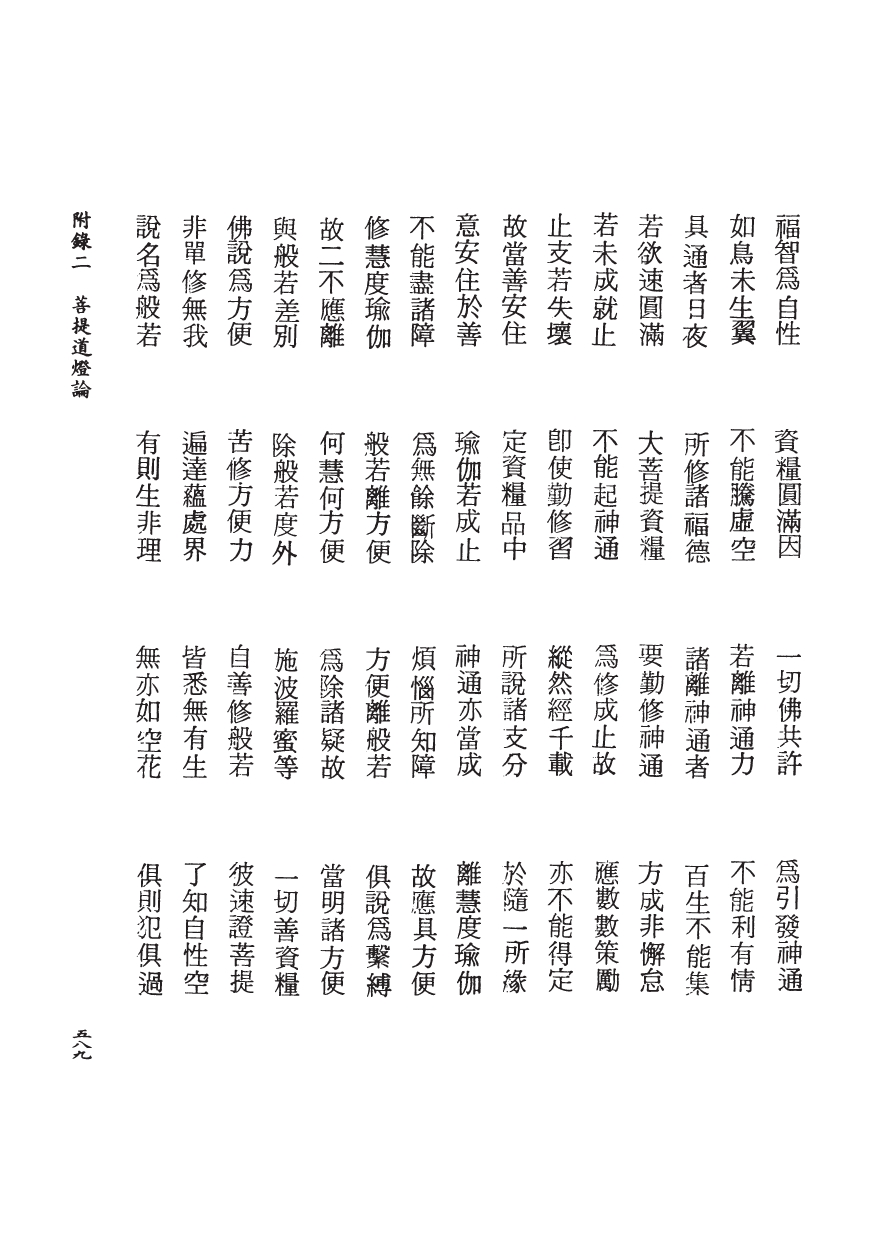 福智爲自性　資糧圓滿因　一切佛共許　爲引發神通
如鳥未生翼　不能騰虛空　若離神通力　不能利有情
具通者日夜　所修諸福德　諸離神通者　百生不能集
若欲速圓滿　大菩提資糧　要勤修神通　方成非懈怠
若未成就止　不能起神通　爲修成止故　應數數策勵
止支若失壞　卽使勤修習　縱然經千載　亦不能得定
故當善安住　定資糧品中　所說諸支分　於隨一所緣
意安住於善　瑜伽若成止　神通亦當成　離慧度瑜伽
不能盡諸障　爲無餘斷除　煩惱所知障　故應具方便
修慧度瑜伽　般若離方便　方便離般若　俱說爲繫縛
故二不應離　何慧何方便　爲除諸疑故　當明諸方便
與般若差別　除般若度外　施波羅蜜等　一切善資糧
佛說爲方便　苦修方便力　自善修般若　彼速證菩提
非單修無我　遍達蘊處界　皆悉無有生　了知自性空
說名爲般若　有則生非理　無亦如空花　俱則犯俱過
附錄二　菩提道燈論
五八九